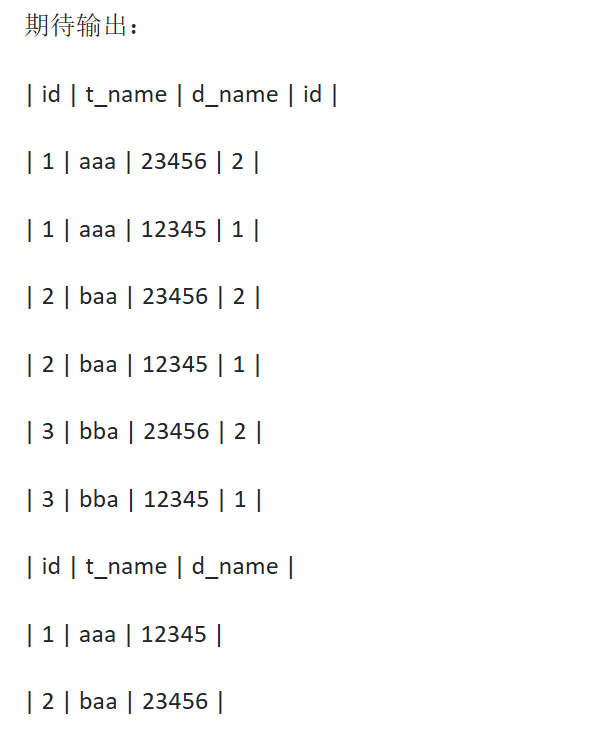 期待输出：
| id | t_name | d_name | id |
| 1 | aaa | 23456 | 2 |
| 1 | aaa | 12345 | 1 |
| 2 | baa | 23456 | 2 |
| 2 | baa | 12345 | 1 |
| 3 | bba | 23456 | 2 |
| 3 | bba | 12345 | 1 |
| id | t_name | d_name |
| 1 | aaa | 12345 |
| 2 | baa | 23456 |